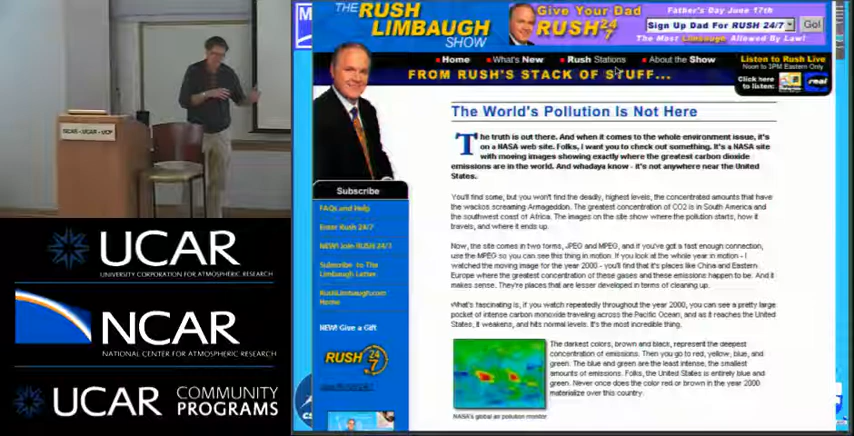 THE RUSH
LIMBAUGH
SHOW
Give Your Dad
RUSH 24/7
Father's Day June 17th
Sign Up Dad For RUSH 24/7
Go!
The Most Limbaugh Allowed By Law!
Home
What's New
Rush Stations
About the Show
Listen to Rush Live
Noon to 3PM Eastern Only
Click here
to listen:
real
FROM RUSH'S STACK OF STUFF...
The World's Pollution Is Not Here
The truth is out there. And when it comes to the whole environment issue, it's
on a NASA web site. Folks, I want you to check out something. It's a NASA site
with moving images showing exactly where the greatest carbon dioxide
emissions are in the world. And whadaya know - it's not anywhere near the United
States.
You'll find some, but you won't find the deadly, highest levels, the concentrated amounts that have
the wackos screaming Armageddon. The greatest concentration of CO2 is in South America and
the southwest coast of Africa. The images on the site show where the pollution starts, how it
travels, and where it ends up.
Now, the site comes in two forms, JPEG and MPEG, and if you've got a fast enough connection,
use the MPEG so you can see this thing in motion. If you look at the whole year in motion - I
watched the moving image for the year 2000 - you'll find that it's places like China and Eastern
Europe where the greatest concentration of these gases and these emissions happen to be. And it
makes sense. They're places that are lesser developed in terms of cleaning up.
What's fascinating is, if you watch repeatedly throughout the year 2000, you can see a pretty large
pocket of intense carbon monoxide traveling across the Pacific Ocean; and as it reaches the United
States, it weakens, and hits normal levels. It's the most incredible thing.
The darkest colors, brown and black, represent the deepest
concentration of emissions. Then you go to red, yellow, blue, and
green. The blue and green are the least intense, the smallest
amounts of emissions. Folks, the United States is entirely blue and
green. Never once does the color red or brown in the year 2000
materialize over this country.
NASA's global air pollution monitor.
Subscribe
FAQs and Help
Enter Rush 24/7
NEW! Join RUSH 24/7
Subscribe to The
Limbaugh Letter
RushLimbaugh.com
Home
NEW! Give a Gift
RUSH 24/7
NCAR - UCAR - UCP
UCAR
UNIVERSITY CORPORATION FOR ATMOSPHERIC RESEARCH
NCAR
NATIONAL CENTER FOR ATMOSPHERIC RESEARCH
UCAR COMMUNITY
PROGRAMS